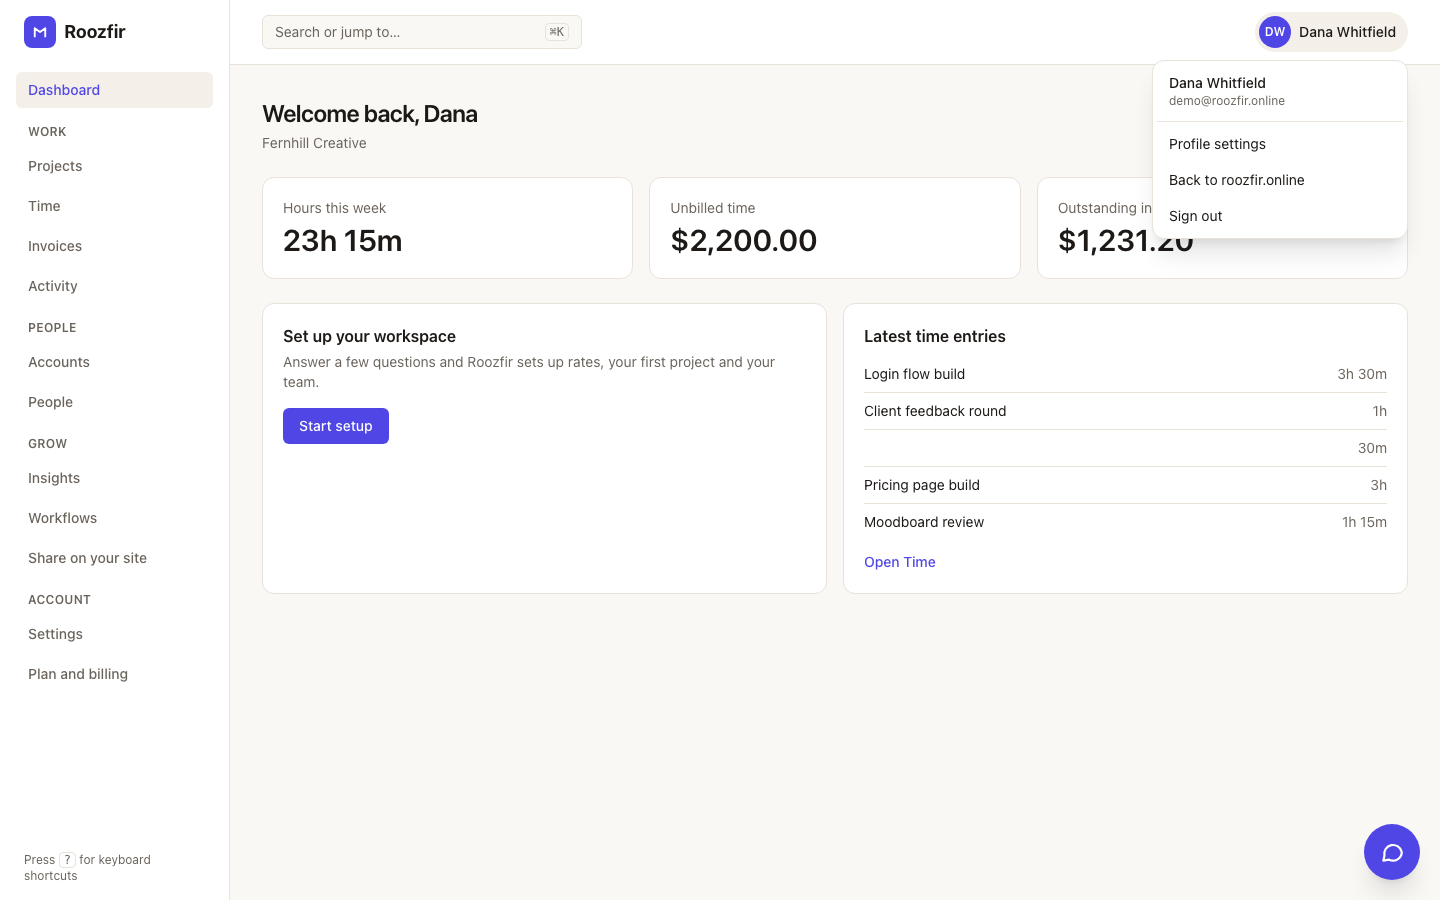 Roozfir
Search or jump to...
⌘K
DW
Dana Whitfield
Dashboard
WORK
Projects
Time
Invoices
Activity
PEOPLE
Accounts
People
GROW
Insights
Workflows
Share on your site
ACCOUNT
Settings
Plan and billing
Press ? for keyboard
shortcuts
Dana Whitfield
demo@roozfir.online
Profile settings
Back to roozfir.online
Sign out
Welcome back, Dana
Fernhill Creative
Hours this week
23h 15m
Unbilled time
$2,200.00
Outstanding in
$1,231.20
Set up your workspace
Answer a few questions and Roozfir sets up rates, your first project and your
team.
Start setup
Latest time entries
Login flow build 3h 30m
Client feedback round 1h
30m
Pricing page build 3h
Moodboard review 1h 15m
Open Time